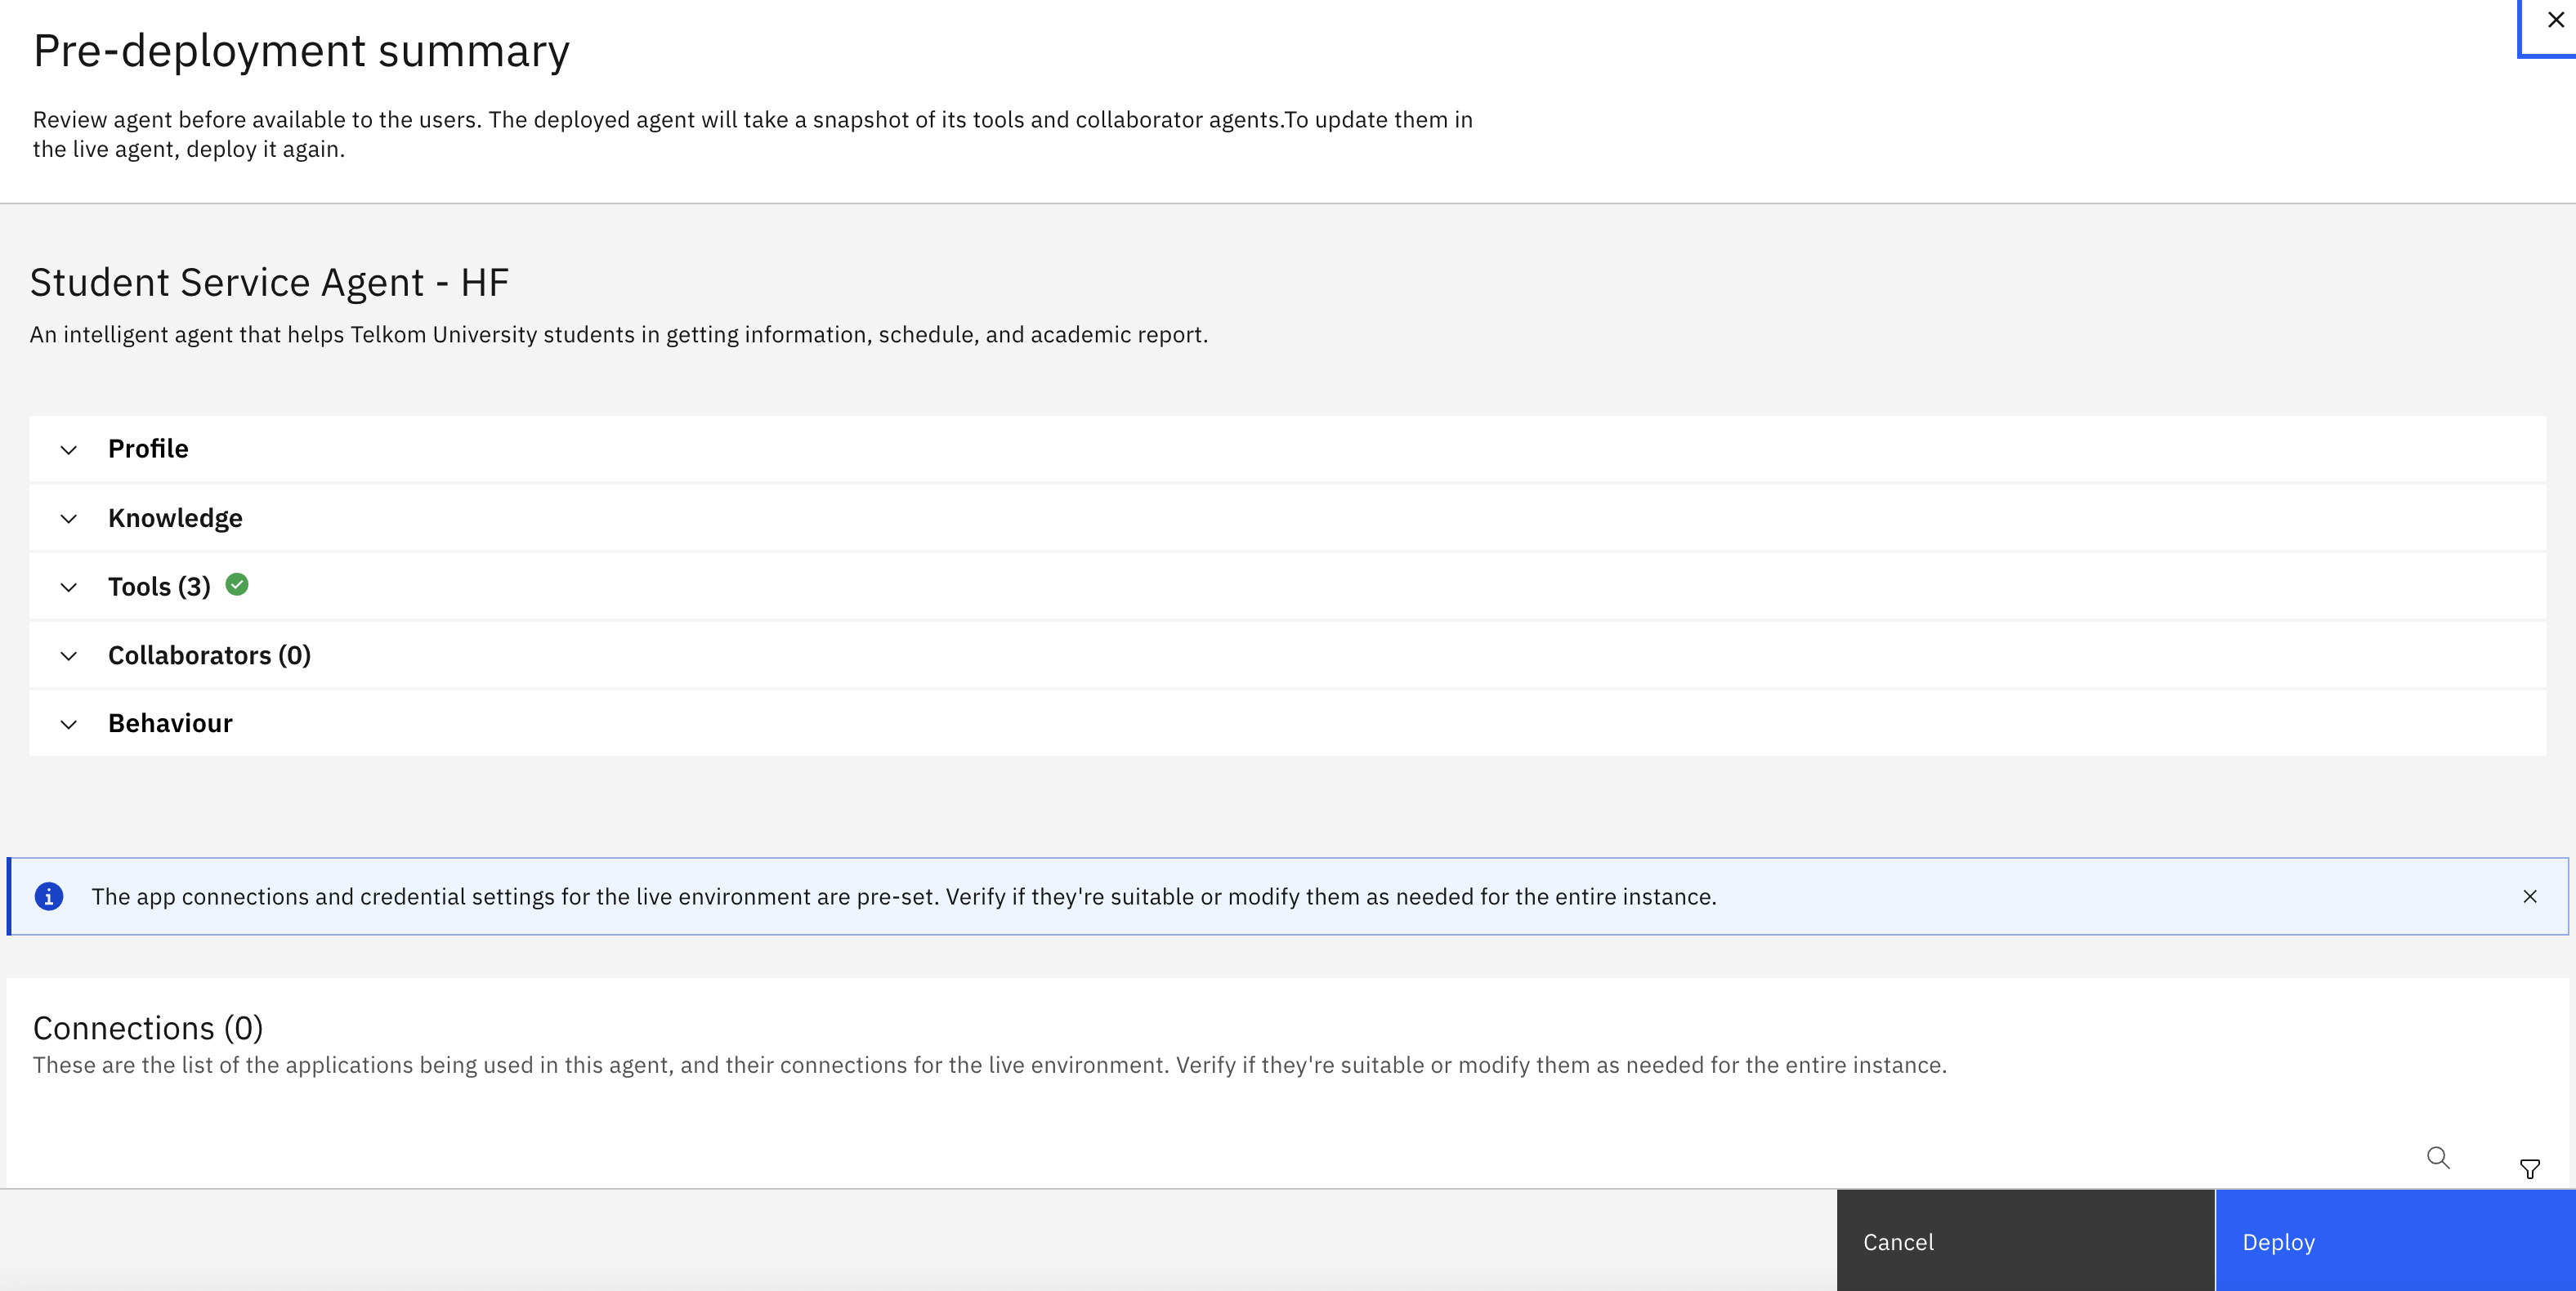 Pre-deployment summary
Review agent before available to the users. The deployed agent will take a snapshot of its tools and collaborator agents.To update them in
the live agent, deploy it again.
Student Service Agent - HF
An intelligent agent that helps Telkom University students in getting information, schedule, and academic report.
Profile
Knowledge
Tools (3)
Collaborators (0)
Behaviour
The app connections and credential settings for the live environment are pre-set. Verify if they're suitable or modify them as needed for the entire instance.
Connections (0)
These are the list of the applications being used in this agent, and their connections for the live environment. Verify if they're suitable or modify them as needed for the entire instance.
Cancel
Deploy